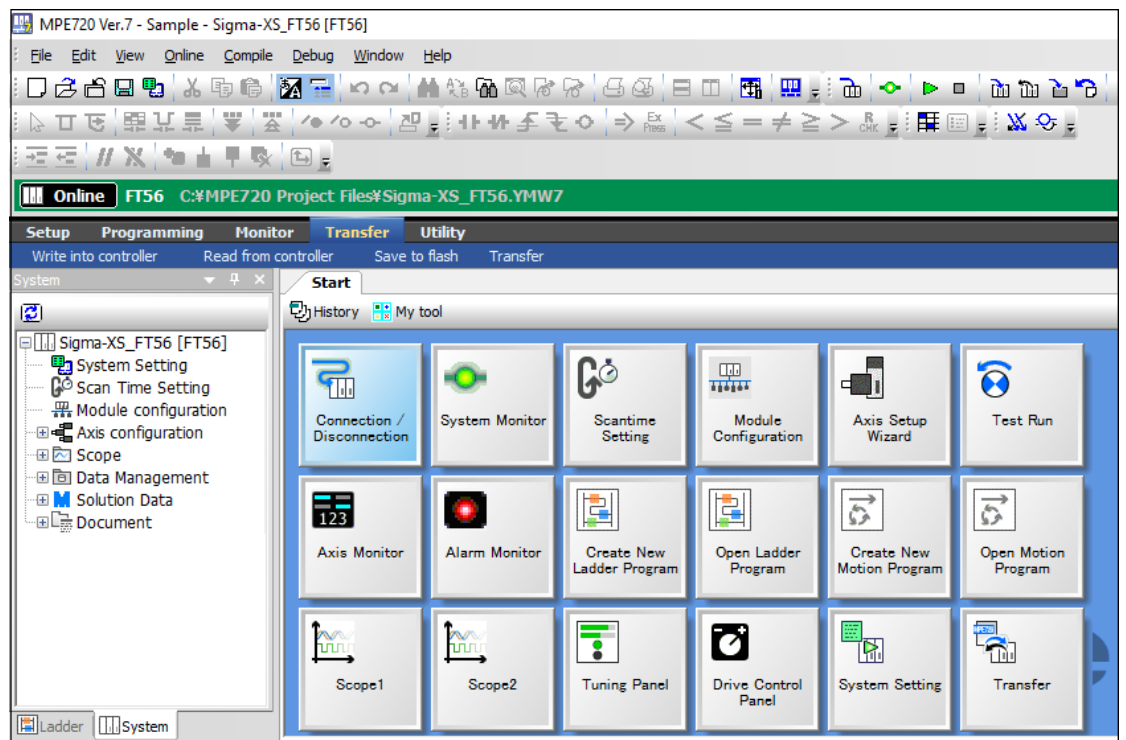 MPE720 Ver.7 - Sample - Sigma-XS_FT56 [FT56]
File Edit View Online Compile Debug Window Help
Ex Press
R CHK
Online FT56 C:¥MPE720 Project Files¥Sigma-XS_FT56.YMW7
Setup Programming Monitor Transfer Utility
Write into controller Read from controller Save to flash Transfer
System
Start
History My tool
Sigma-XS_FT56 [FT56]
System Setting
Scan Time Setting
Module configuration
Axis configuration
Scope
Data Management
Solution Data
Document
Ladder System
Connection /
Disconnection
System Monitor
Scantime
Setting
Module
Configuration
Axis Setup
Wizard
Test Run
123
Axis Monitor
Alarm Monitor
Create New
Ladder Program
Open Ladder
Program
Create New
Motion Program
Open Motion
Program
Scope1
Scope2
Tuning Panel
Drive Control
Panel
System Setting
MPE720
Transfer